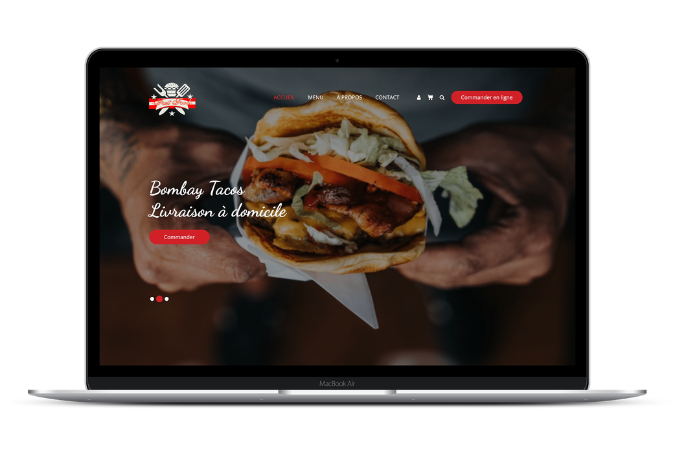 ACCUEIL
MENU
A PROPOS
CONTACT
Commander en ligne
Bombay Tacos
Livraison à domicile
Commander
MacBook Air